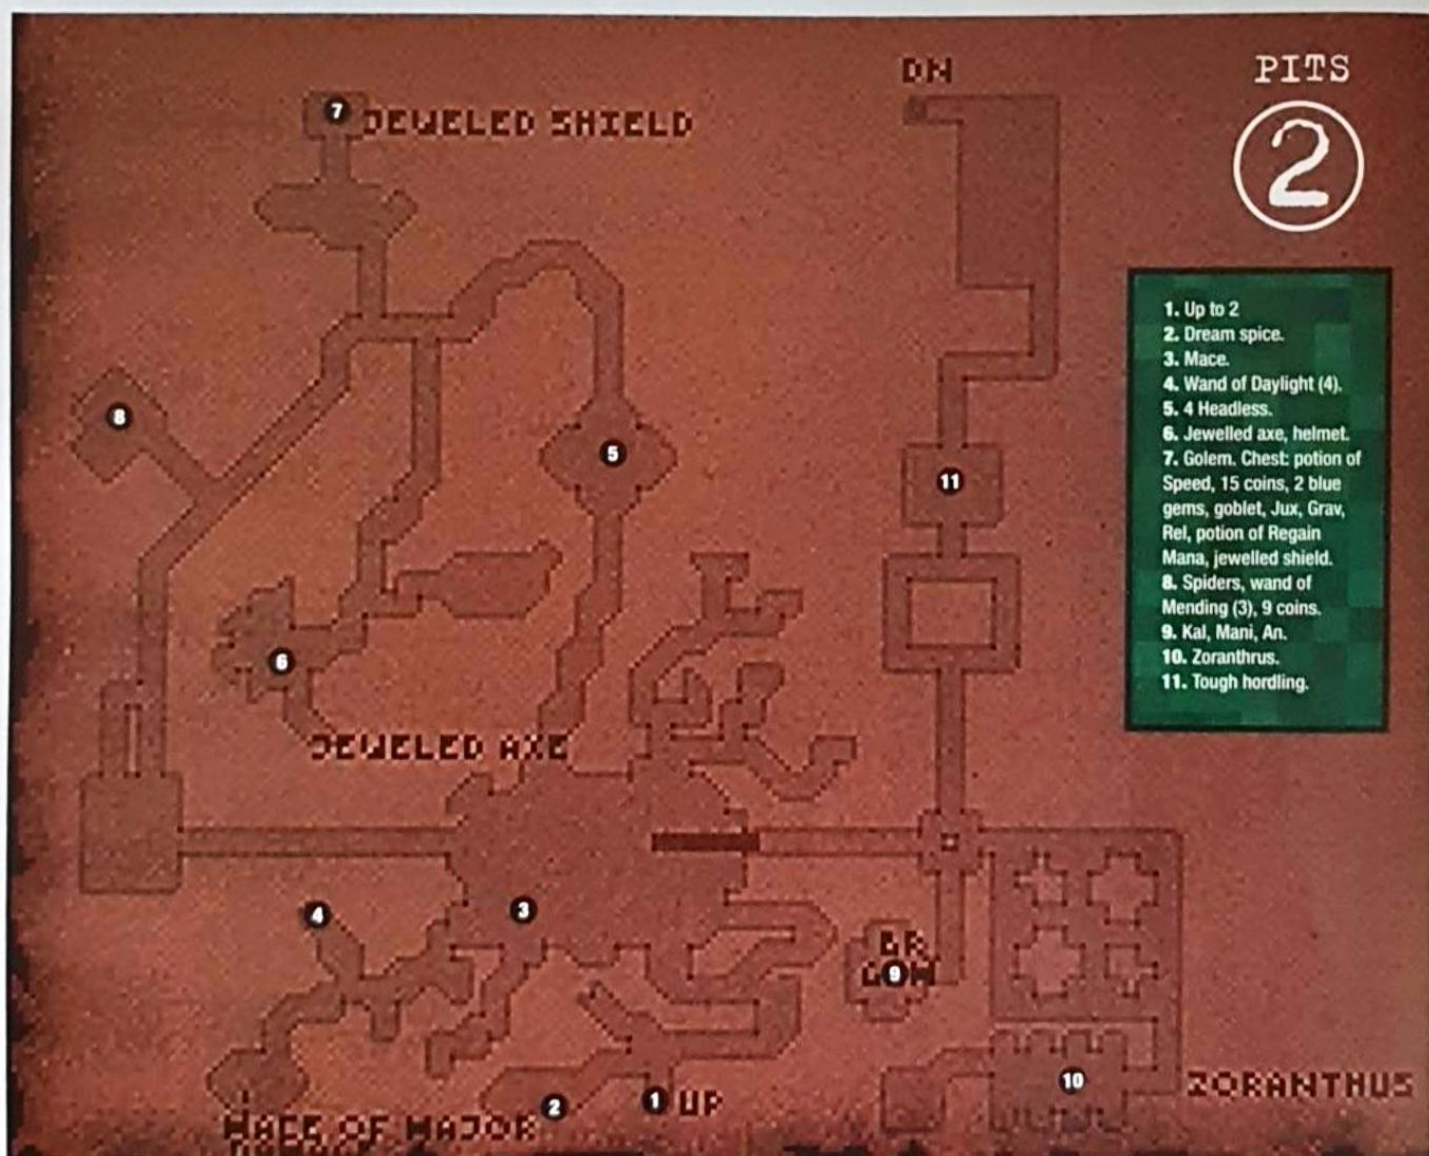 DN
PITS
2
7
JEWELED SHIELD
1. Up to 2
2. Dream spice.
3. Mace.
4. Wand of Daylight (4).
5. 4 Headless.
6. Jewelled axe, helmet.
7. Golem. Chest: potion of
Speed, 15 coins, 2 blue
gems, goblet, Jux, Grav,
Rel, potion of Regain
Mana, jewelled shield.
8. Spiders, wand of
Mending (3), 9 coins.
9. Kal, Mani, An.
10. Zoranthrus.
11. Tough hordling.
8
5
11
6
JEWELED AXE
4
3
BR
9
10
ZORANTHUS
2
1 UP
MACE OF MAJOR